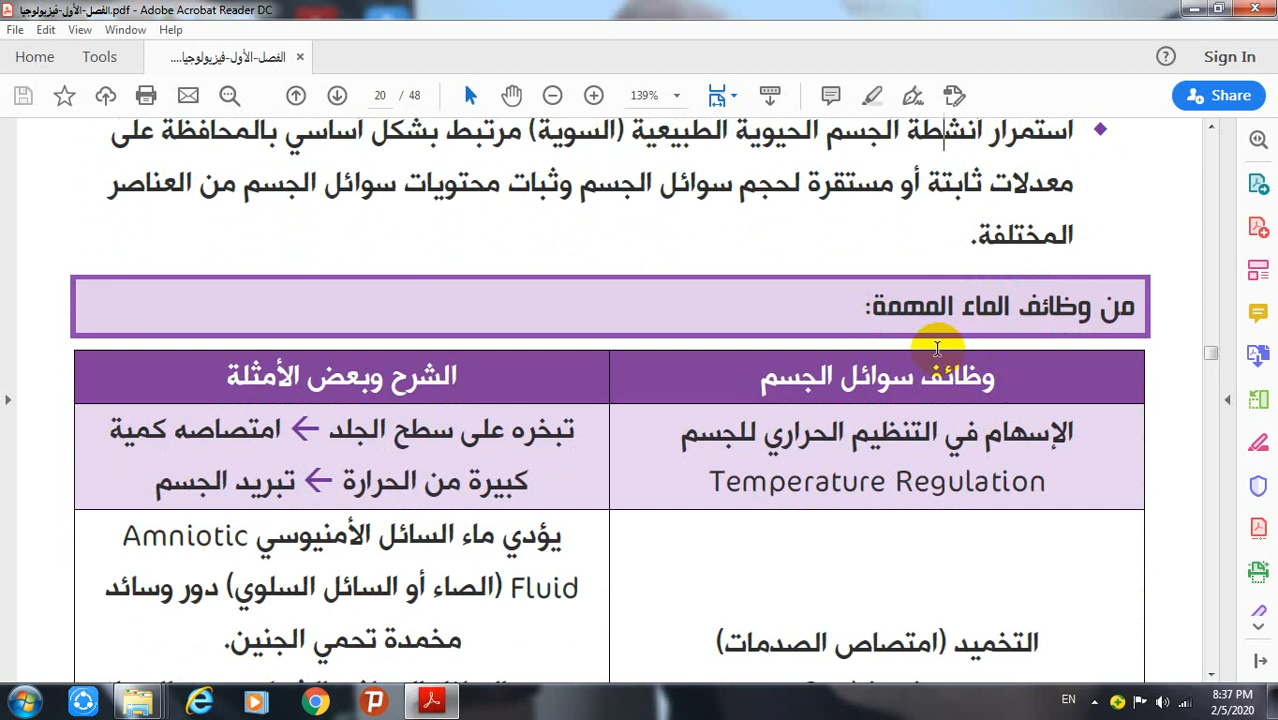 الفصل-الأول-فيزيولوجيا.pdf - Adobe Acrobat Reader DC
File Edit View Window Help
Home Tools الفصل-الأول-فيزيولوجيا.... × Sign In
20 / 48 139% Share
استمرار انشطة الجسم الحيوية الطبيعية (السوية) مرتبط بشكل اساسي بالمحافظة على
معدلات ثابتة أو مستقرة لحجم سوائل الجسم وثبات محتويات سوائل الجسم من العناصر
المختلفة.
من وظائف الماء المهمة:
وظائف سوائل الجسم
الشرح وبعض الأمثلة
الإسهام في التنظيم الحراري للجسم
Temperature Regulation
تبخره على سطح الجلد ← امتصاصه كمية
كبيرة من الحرارة ← تبريد الجسم
التخميد (امتصاص الصدمات)
يؤدي ماء السائل الأمنيوسي Amniotic
Fluid (الصاء أو السائل السلوي) دور وسائد
مخمدة تحمي الجنين.
EN
8:37 PM
2/5/2020